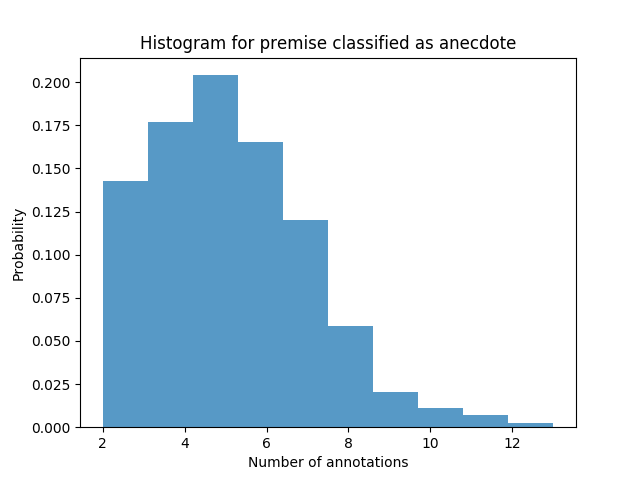 Histogram for premise classified as anecdote
0.200
0.175
0.150
0.125
0.100
0.075
0.050
0.025
0.000
Probability
2 4 6 8 10 12
Number of annotations